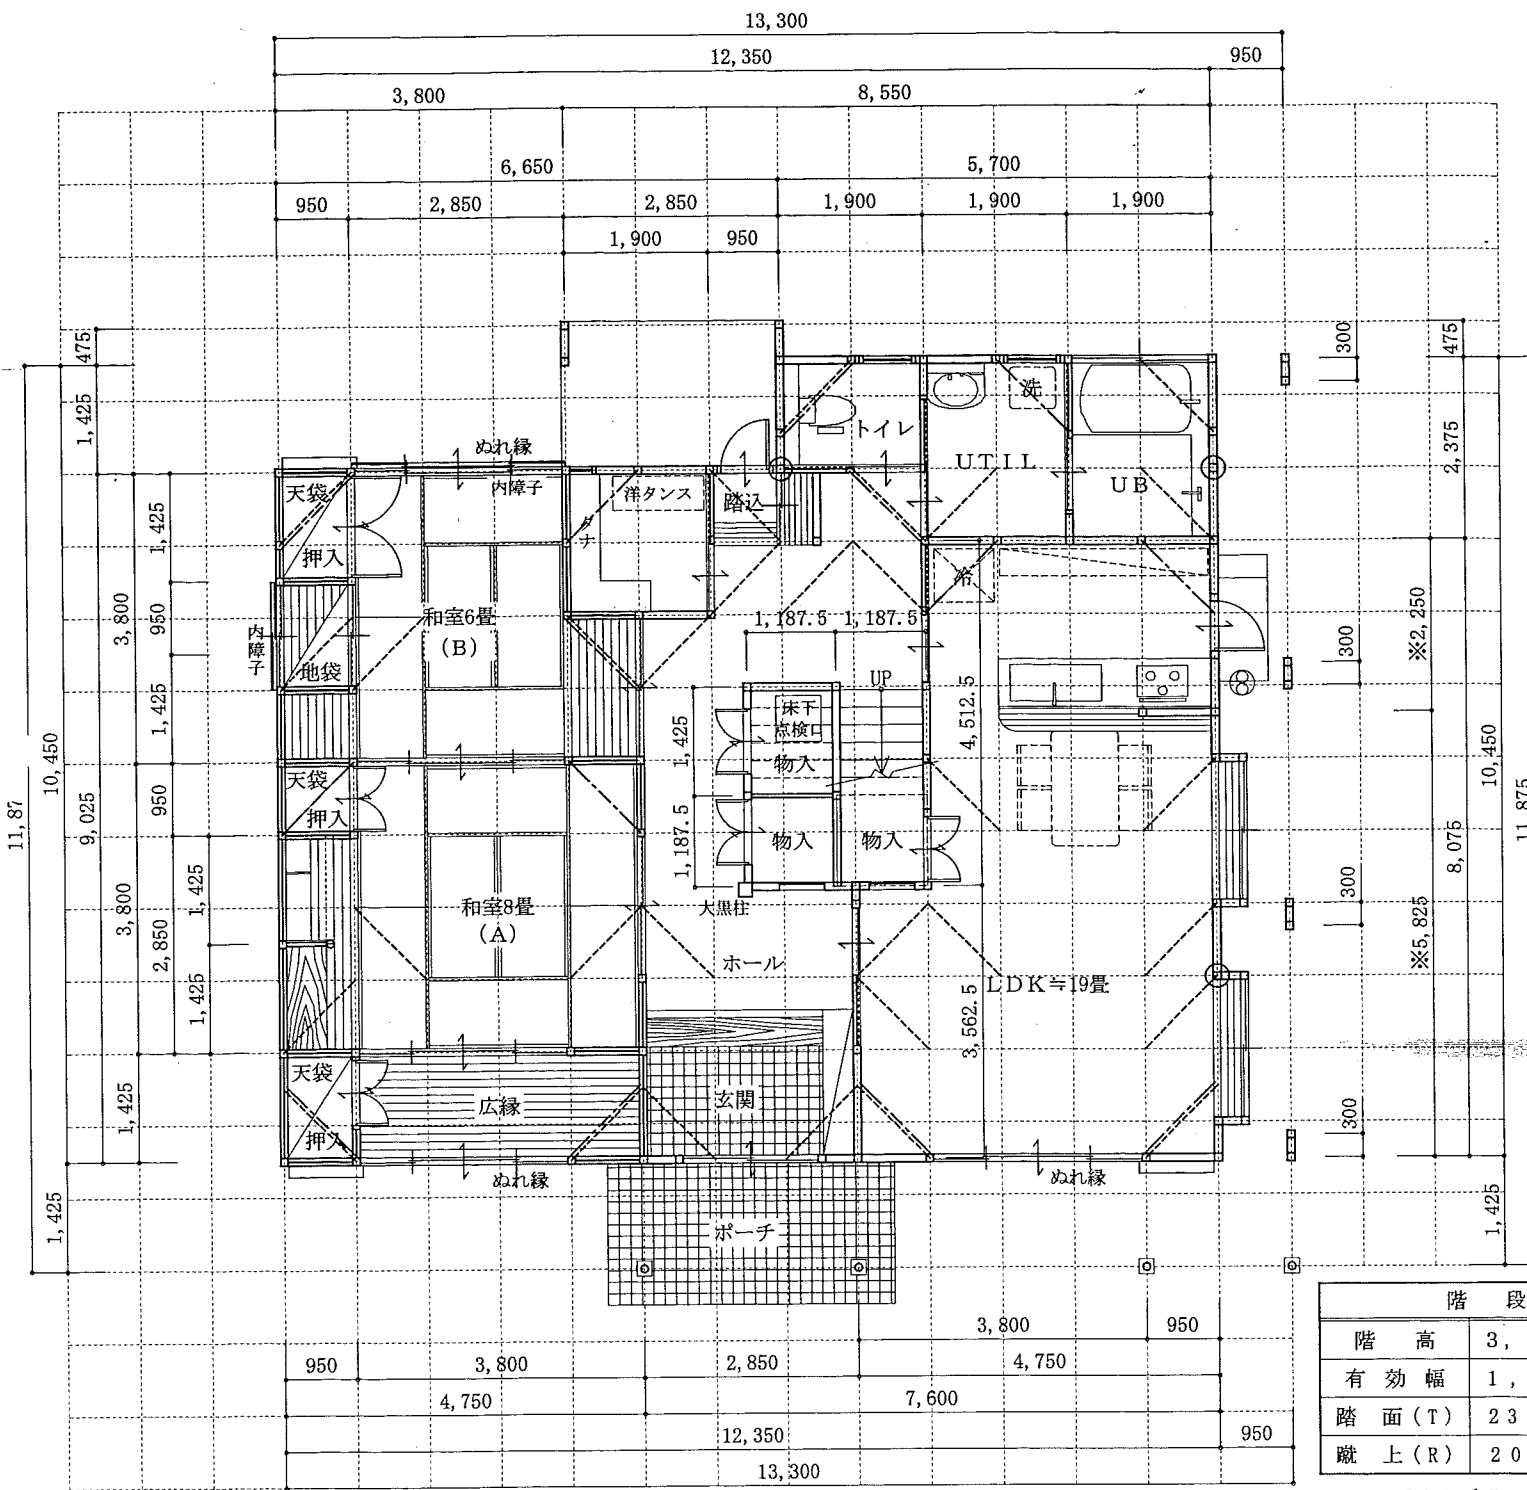 13,300
12,350
950
3,800
8,550
6,650
5,700
950
2,850
2,850
1,900
1,900
1,900
1,900
950
475
1,425
300
475
2,375
ぬれ縁
内障子
天袋
押入
洋タンス
タナ
踏込
トイレ
洗
UTIL
UB
冷
内障子
地袋
和室6畳
(B)
1,187.5
1,187.5
UP
床下
点検口
物入
物入
物入
1,425
1,187.5
4,512.5
3,562.5
大黒柱
天袋
押入
和室8畳
(A)
ホール
LDK≒19畳
天袋
押入
広縁
玄関
ぬれ縁
ぬれ縁
ポーチ
11,87
10,450
9,025
3,800
3,800
1,425
1,425
950
1,425
950
2,850
1,425
1,425
1,425
300
300
300
※2,250
※5,825
8,075
10,450
11,875
1,425
3,800
950
950
3,800
2,850
4,750
4,750
7,600
12,350
950
13,300
階 段
階 高 3,
有 効 幅 1,
踏 面(T) 23
蹴 上(R) 20